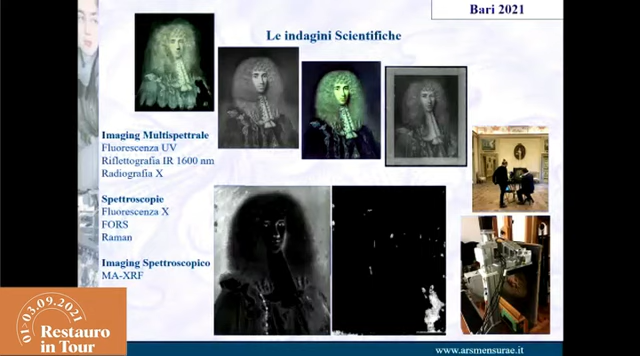 Bari 2021
Le indagini Scientifiche
Imaging Multispettrale
Fluorescenza UV
Riflettografia IR 1600 nm
Radiografia X
Spettroscopie
Fluorescenza X
FORS
Raman
Imaging Spettroscopico
MA-XRF
01>03.09.2021
Restauro
in Tour
www.arsmensurae.it